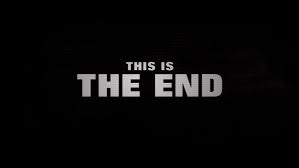 THIS IS
THE END